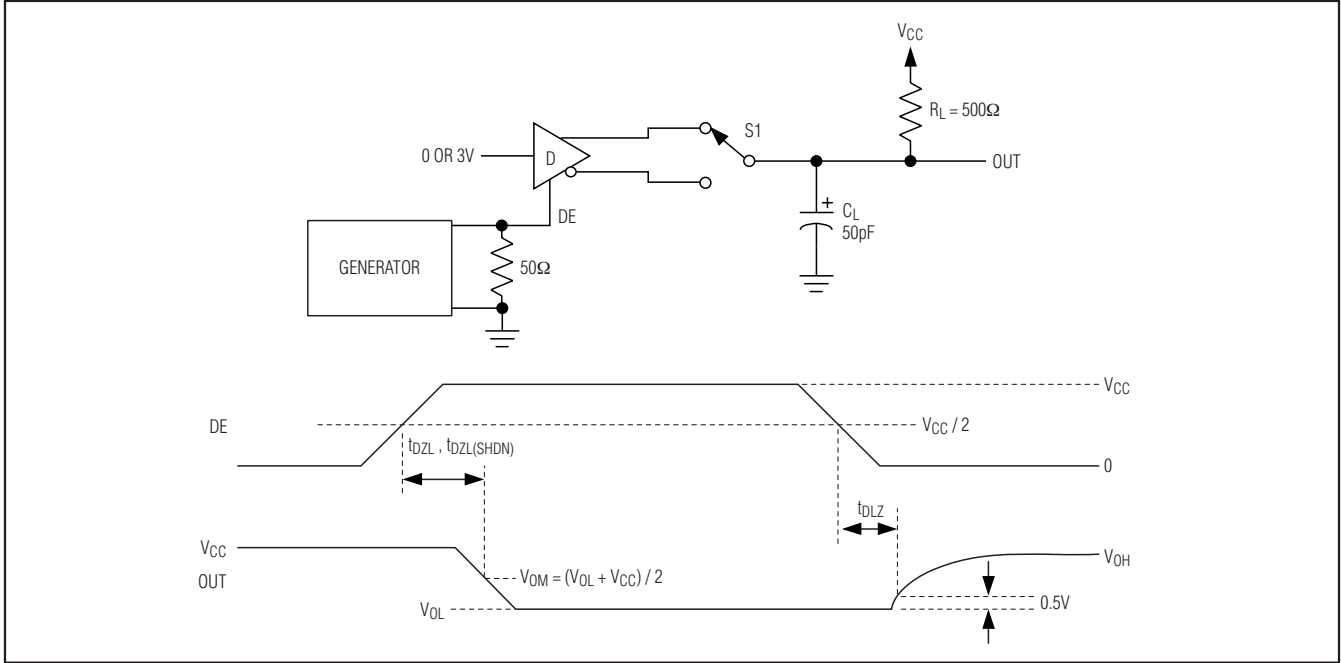 VCC
RL = 500Ω
S1
0 OR 3V
D
OUT
+
CL
50pF
DE
GENERATOR
50Ω
VCC
DE
VCC / 2
tDZL , tDZL(SHDN)
0
tDLZ
VCC
VOH
OUT
VOM = (VOL + VCC) / 2
0.5V
VOL